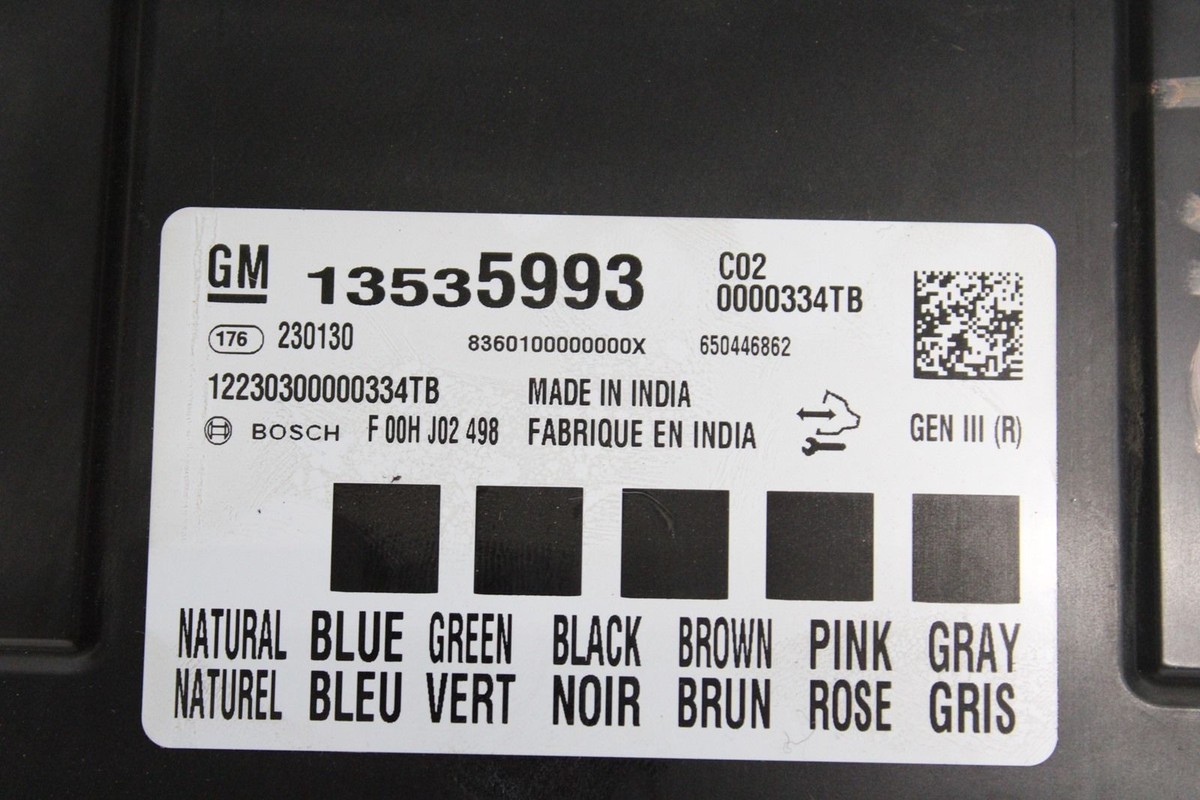 GM 13535993 C02
0000334TB
176 230130 8360100000000X 650446862
12230300000334TB MADE IN INDIA
BOSCH F 00H J02 498 FABRIQUE EN INDIA GEN III (R)
NATURAL BLUE GREEN BLACK BROWN PINK GRAY
NATUREL BLEU VERT NOIR BRUN ROSE GRIS